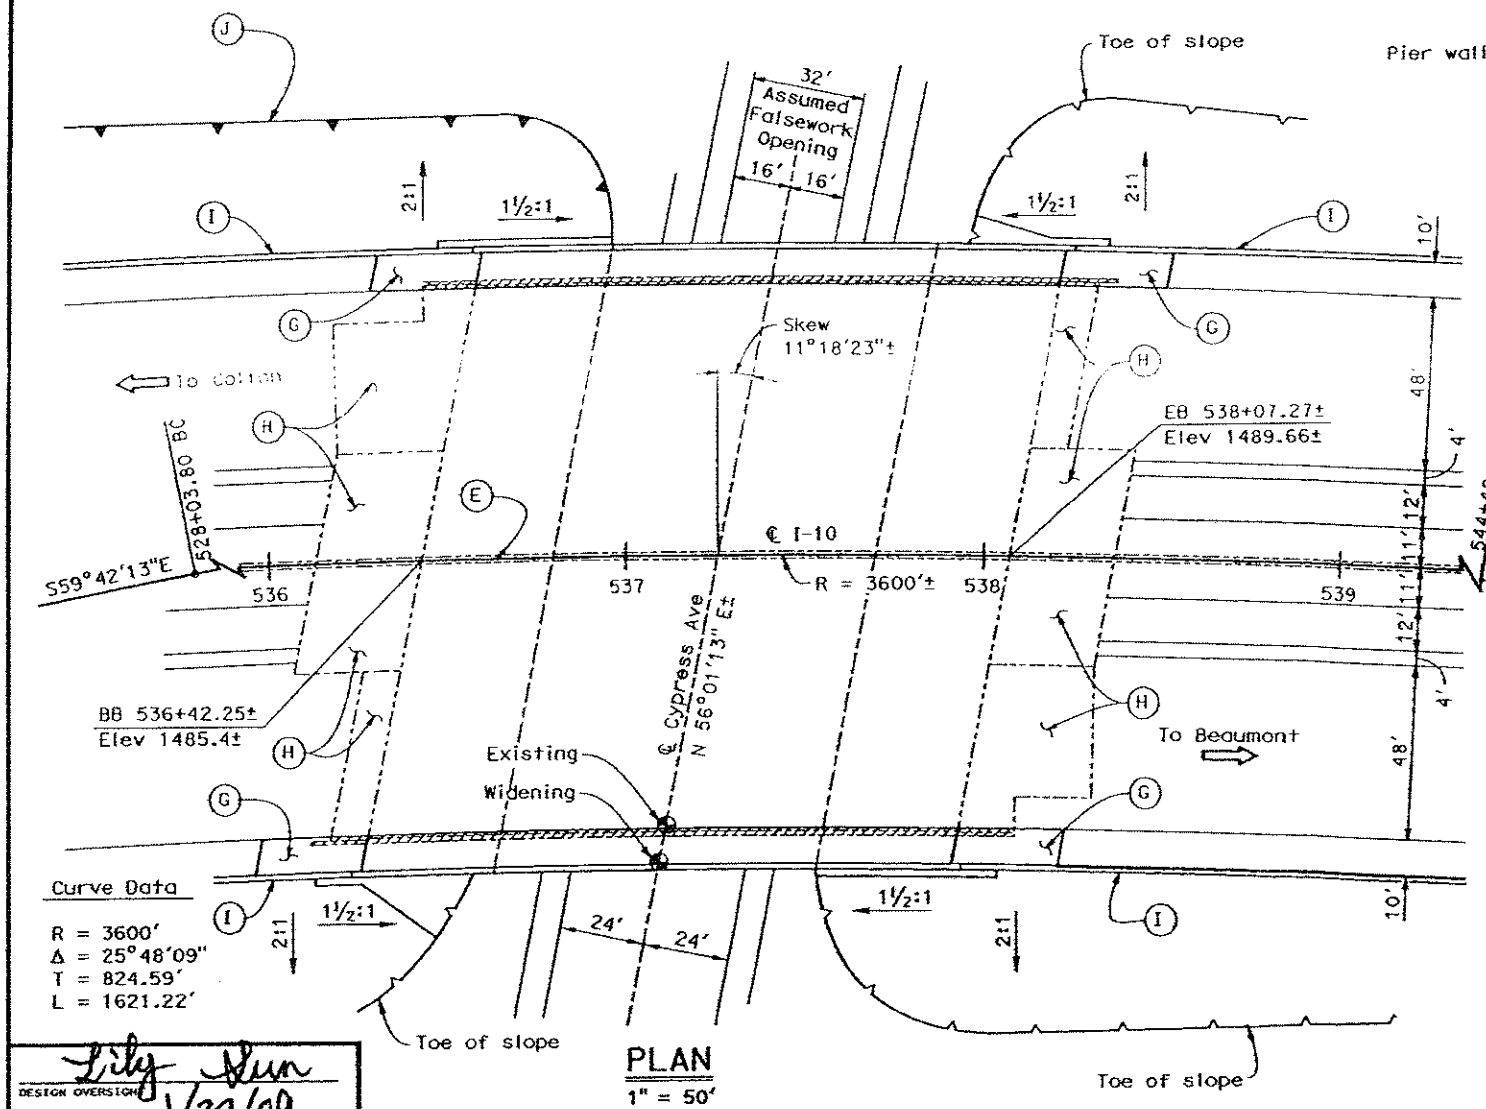 J
Toe of slope
Pier wall
32'
Assumed
Falsework
Opening
16' 16'
2:1
1½:1
1½:1
2:1
I
I
10'
G
G
Skew
11°18'23"±
To Colton
H
H
48'
EB 538+07.27±
Elev 1489.66±
4'
528+03.80 BC
E
℄ I-10
12'
11'
S59°42'13"E
536
537
R = 3600'±
538
539
11'
12'
℄ Cypress Ave
N 56°01'13" E±
BB 536+42.25±
Elev 1485.4±
H
H
4'
To Beaumont
48'
Existing
Widening
G
G
Curve Data
R = 3600'
Δ = 25°48'09"
T = 824.59'
L = 1621.22'
I
2:1
1½:1
24'
24'
1½:1
2:1
I
10'
Toe of slope
PLAN
1" = 50'
Toe of slope
Lily Sun
DESIGN OVERSIGHT